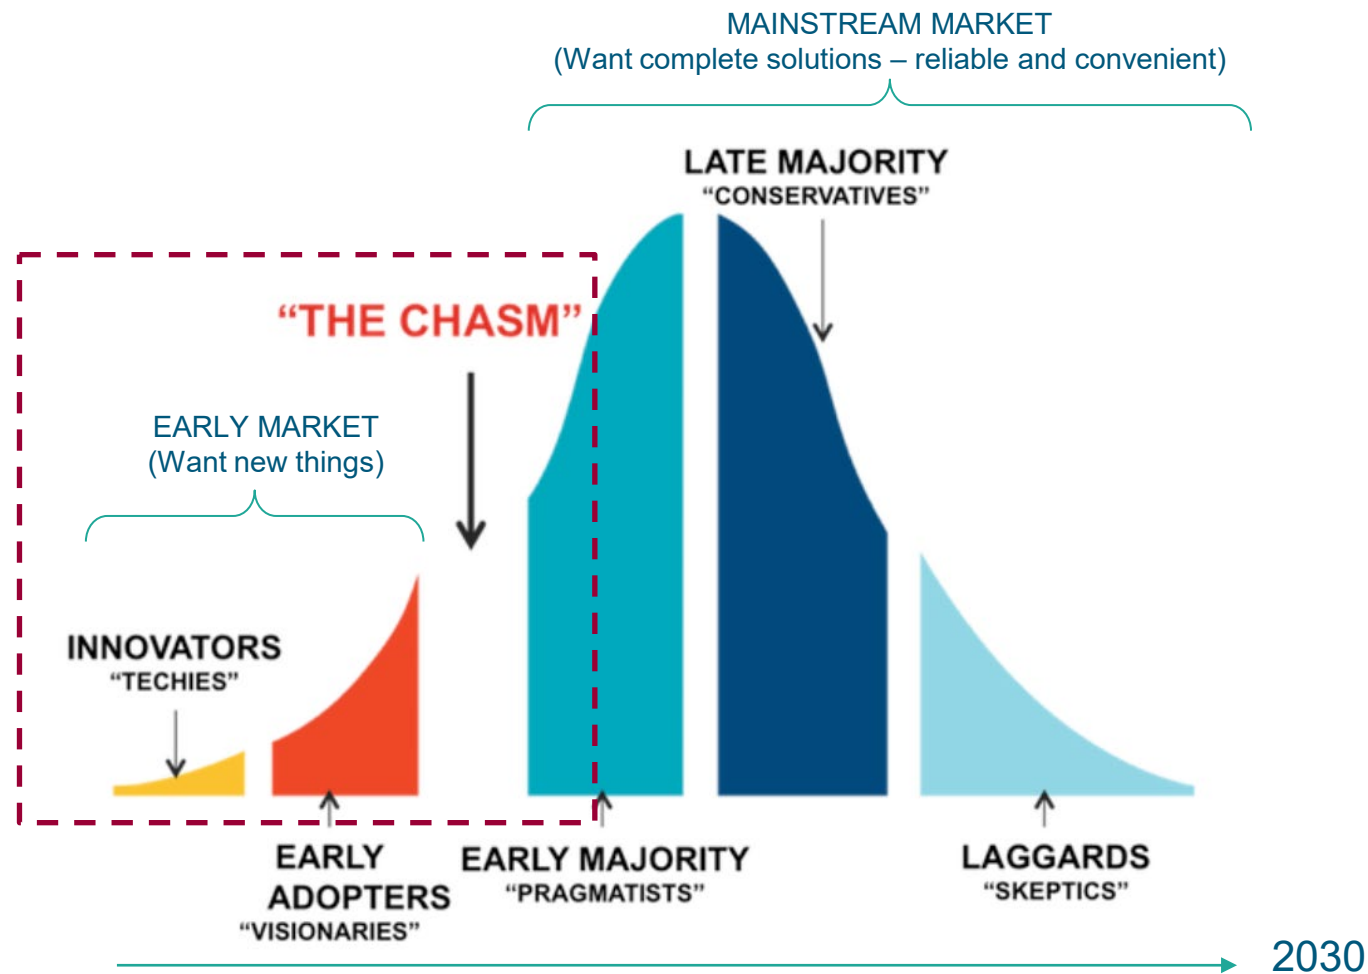 MAINSTREAM MARKET
(Want complete solutions – reliable and convenient)
LATE MAJORITY
“CONSERVATIVES”
“THE CHASM”
EARLY MARKET
(Want new things)
INNOVATORS
“TECHIES”
EARLY
ADOPTERS
“VISIONARIES”
EARLY MAJORITY
“PRAGMATISTS”
LAGGARDS
“SKEPTICS”
2030